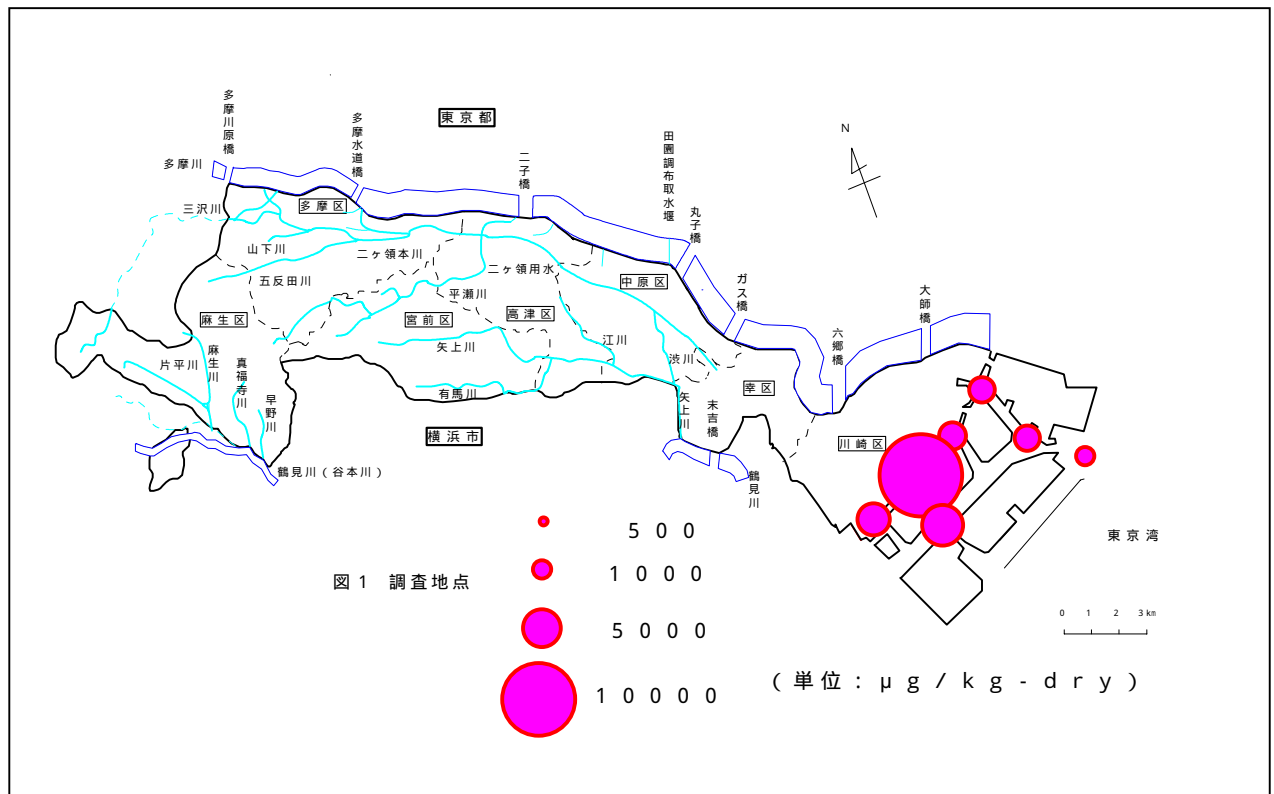 東京都
多摩川原橋
多摩水道橋
二子橋
田園調布取水堰
丸子橋
ガス橋
六郷橋
大師橋
N
多摩川
三沢川
多摩区
山下川
五反田川
二ヶ領本川
二ヶ領用水
平瀬川
中原区
麻生区
宮前区
高津区
矢上川
江川
渋川
幸区
片平川
麻生川
真福寺川
早野川
有馬川
矢上川
末吉橋
川崎区
横浜市
鶴見川(谷本川)
鶴見川
東京湾
500
図1 調査地点
1000
5000
10000
(単位:μg/kg-dry)
0 1 2 3km